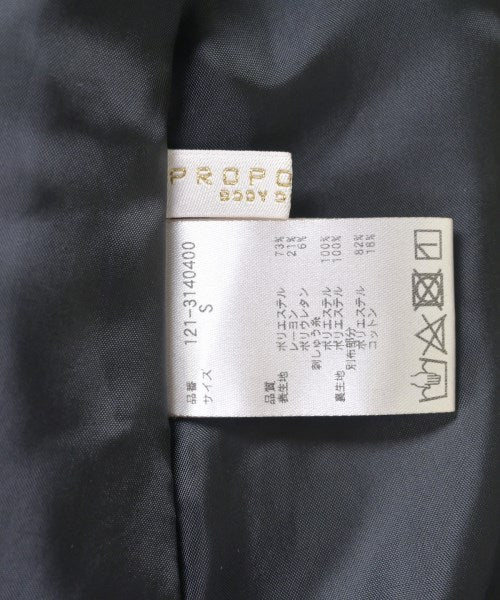 PROPO
BODY D
品番 121-3140400
サイズ S
品質
表生地 ポリエステル 73%
レーヨン 21%
ポリウレタン 6%
刺しゅう糸
ポリエステル 100%
裏生地 ポリエステル 100%
別布部分
ポリエステル 82%
コットン 18%